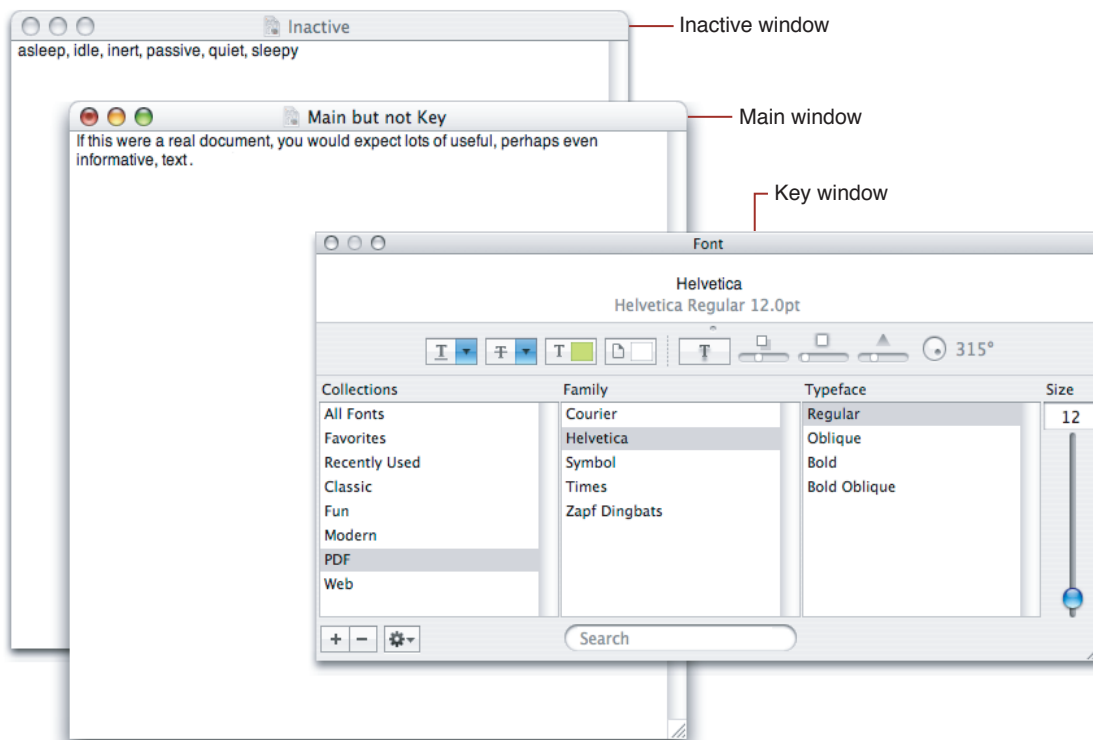 Inactive
Inactive window
asleep, idle, inert, passive, quiet, sleepy
Main but not Key
Main window
If this were a real document, you would expect lots of useful, perhaps even
informative, text.
Key window
Font
Helvetica
Helvetica Regular 12.0pt
T T T T 315°
Collections Family Typeface Size
All Fonts Courier Regular 12
Favorites Helvetica Oblique
Recently Used Symbol Bold
Classic Times Bold Oblique
Fun Zapf Dingbats
Modern
PDF
Web
+ − Search